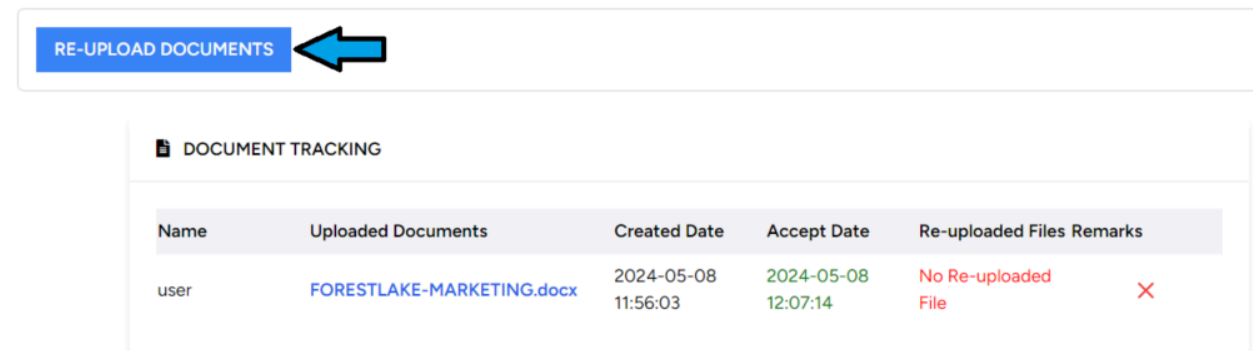 RE-UPLOAD DOCUMENTS
DOCUMENT TRACKING
Name Uploaded Documents Created Date Accept Date Re-uploaded Files Remarks
user FORESTLAKE-MARKETING.docx 2024-05-08 2024-05-08 No Re-uploaded
11:56:03 12:07:14 File